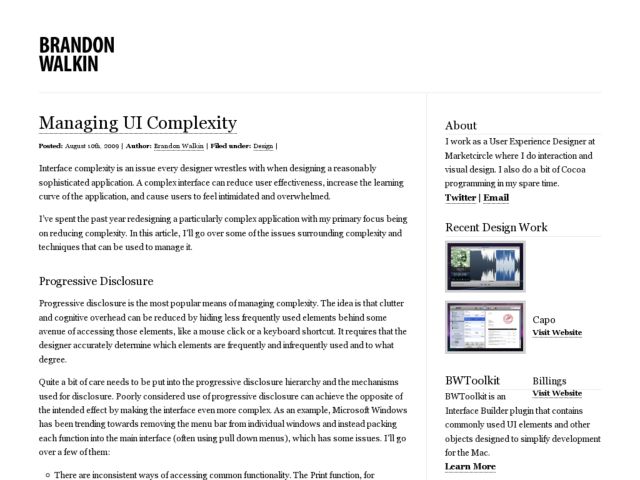 BRANDON
WALKIN
Managing UI Complexity
Posted: August 10th, 2009 | Author: Brandon Walkin | Filed under: Design |
Interface complexity is an issue every designer wrestles with when designing a reasonably
sophisticated application. A complex interface can reduce user effectiveness, increase the learning
curve of the application, and cause users to feel intimidated and overwhelmed.
I've spent the past year redesigning a particularly complex application with my primary focus being
on reducing complexity. In this article, I'll go over some of the issues surrounding complexity and
techniques that can be used to manage it.
Progressive Disclosure
Progressive disclosure is the most popular means of managing complexity. The idea is that clutter
and cognitive overhead can be reduced by hiding less frequently used elements behind some
avenue of accessing those elements, like a mouse click or a keyboard shortcut. It requires that the
designer accurately determine which elements are frequently and infrequently used and to what
degree.
Quite a bit of care needs to be put into the progressive disclosure hierarchy and the mechanisms
used for disclosure. Poorly considered use of progressive disclosure can achieve the opposite of
the intended effect by making the interface even more complex. As an example, Microsoft Windows
has been trending towards removing the menu bar from individual windows and instead packing
each function into the main interface (often using pull down menus), which has some issues. I'll go
over a few of them:
There are inconsistent ways of accessing common functionality. The Print function, for
About
I work as a User Experience Designer at
Marketcircle where I do interaction and
visual design. I also do a bit of Cocoa
programming in my spare time.
Twitter | Email
Recent Design Work
Capo
Visit Website
Billings
Visit Website
BWToolkit
BWToolkit is an
Interface Builder plugin that contains
commonly used UI elements and other
objects designed to simplify development
for the Mac.
Learn More